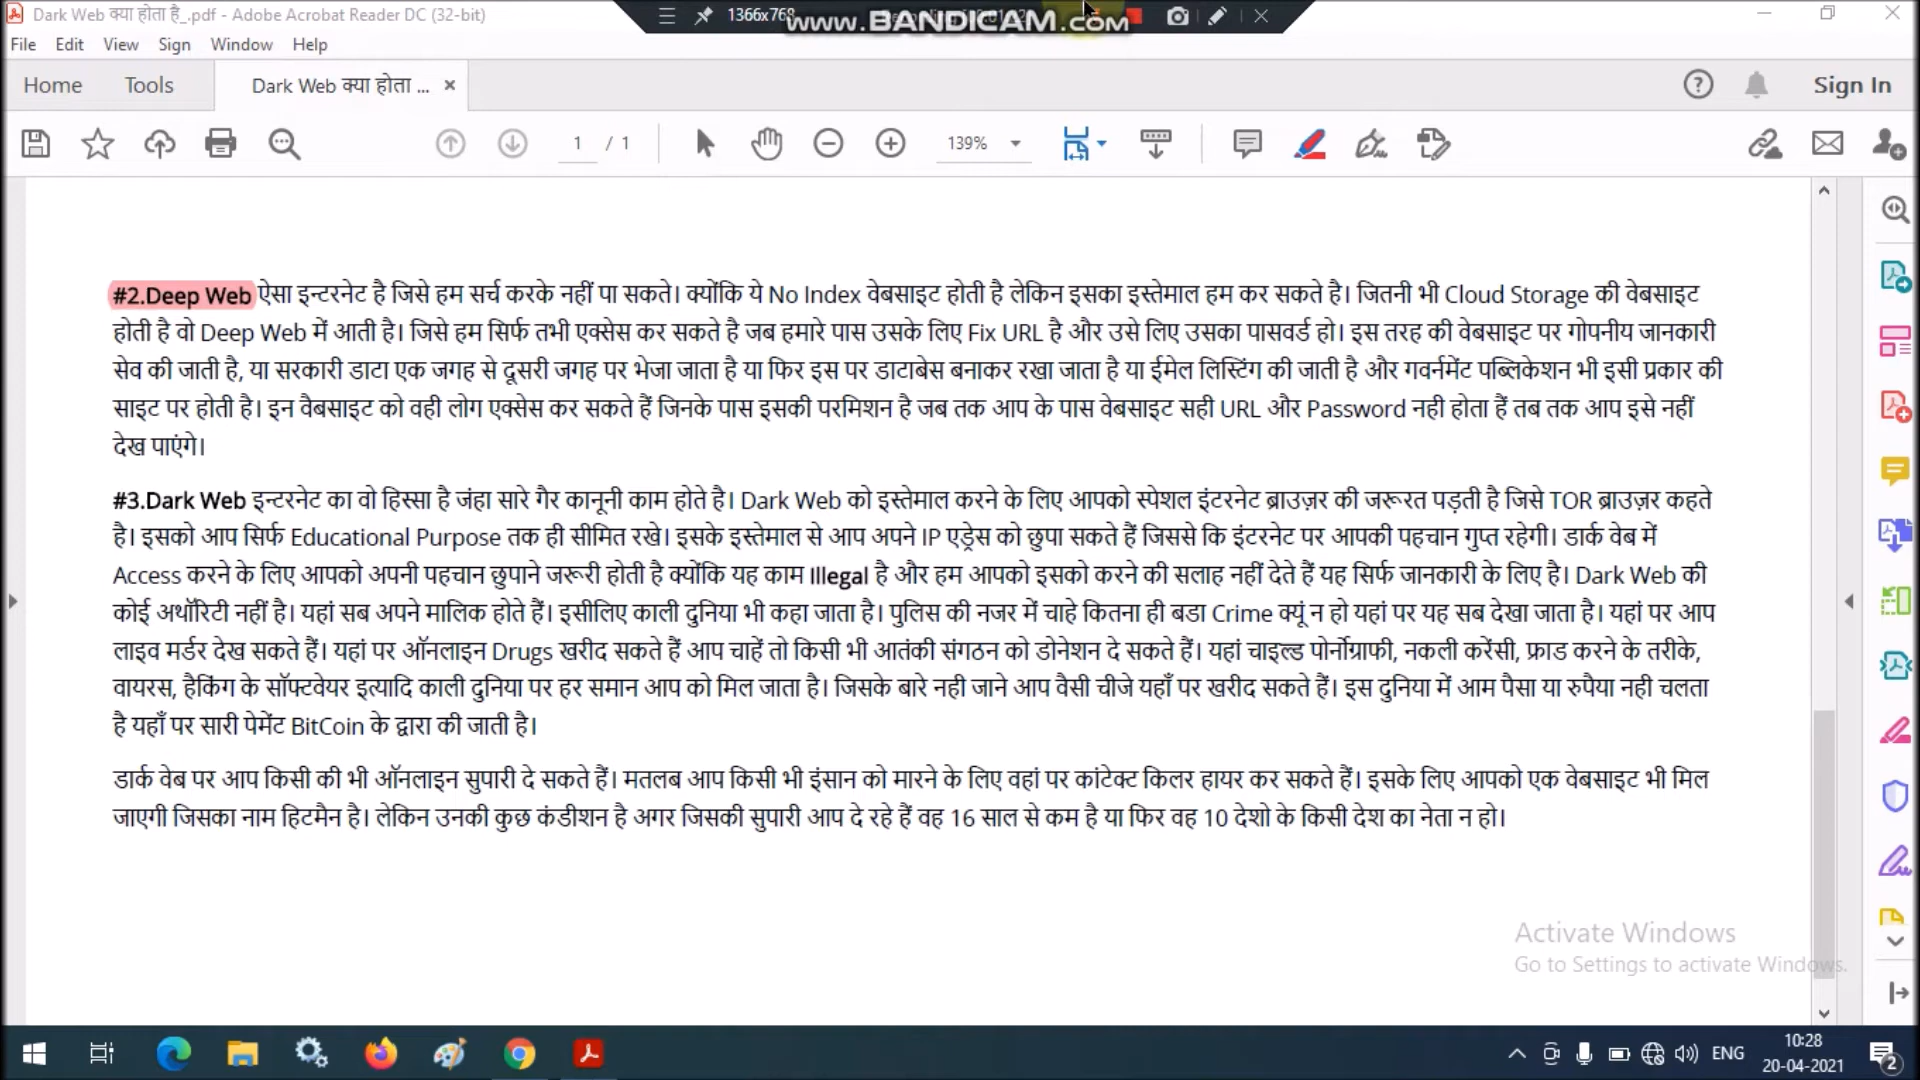 Dark Web क्या होता है_.pdf - Adobe Acrobat Reader DC (32-bit)
1366x768
www.BANDICAM.com
File Edit View Sign Window Help
Home Tools Dark Web क्या होता ... Sign In
1 / 1 139%
#2.Deep Web ऐसा इन्टरनेट है जिसे हम सर्च करके नहीं पा सकते। क्योंकि ये No Index वेबसाइट होती है लेकिन इसका इस्तेमाल हम कर सकते है। जितनी भी Cloud Storage की वेबसाइट
होती है वो Deep Web में आती है। जिसे हम सिर्फ तभी एक्सेस कर सकते है जब हमारे पास उसके लिए Fix URL है और उसे लिए उसका पासवर्ड हो। इस तरह की वेबसाइट पर गोपनीय जानकारी
सेव की जाती है, या सरकारी डाटा एक जगह से दूसरी जगह पर भेजा जाता है या फिर इस पर डाटाबेस बनाकर रखा जाता है या ईमेल लिस्टिंग की जाती है और गवर्नमेंट पब्लिकेशन भी इसी प्रकार की
साइट पर होती है। इन वैबसाइट को वही लोग एक्सेस कर सकते हैं जिनके पास इसकी परमिशन है जब तक आप के पास वेबसाइट सही URL और Password नही होता हैं तब तक आप इसे नहीं
देख पाएंगे।
#3.Dark Web इन्टरनेट का वो हिस्सा है जंहा सारे गैर कानूनी काम होते है। Dark Web को इस्तेमाल करने के लिए आपको स्पेशल इंटरनेट ब्राउज़र की जरूरत पड़ती है जिसे TOR ब्राउज़र कहते
है। इसको आप सिर्फ Educational Purpose तक ही सीमित रखे। इसके इस्तेमाल से आप अपने IP एड्रेस को छुपा सकते हैं जिससे कि इंटरनेट पर आपकी पहचान गुप्त रहेगी। डार्क वेब में
Access करने के लिए आपको अपनी पहचान छुपाने जरूरी होती है क्योंकि यह काम Illegal है और हम आपको इसको करने की सलाह नहीं देते हैं यह सिर्फ जानकारी के लिए है। Dark Web की
कोई अथॉरिटी नहीं है। यहां सब अपने मालिक होते हैं। इसीलिए काली दुनिया भी कहा जाता है। पुलिस की नजर में चाहे कितना ही बडा Crime क्यूं न हो यहां पर यह सब देखा जाता है। यहां पर आप
लाइव मर्डर देख सकते हैं। यहां पर ऑनलाइन Drugs खरीद सकते हैं आप चाहें तो किसी भी आतंकी संगठन को डोनेशन दे सकते हैं। यहां चाइल्ड पोर्नोग्राफी, नकली करेंसी, फ्राड करने के तरीके,
वायरस, हैकिंग के सॉफ्टवेयर इत्यादि काली दुनिया पर हर समान आप को मिल जाता है। जिसके बारे नही जाने आप वैसी चीजे यहाँ पर खरीद सकते हैं। इस दुनिया में आम पैसा या रुपैया नही चलता
है यहाँ पर सारी पेमेंट BitCoin के द्वारा की जाती है।
डार्क वेब पर आप किसी की भी ऑनलाइन सुपारी दे सकते हैं। मतलब आप किसी भी इंसान को मारने के लिए वहां पर कांटेक्ट किलर हायर कर सकते हैं। इसके लिए आपको एक वेबसाइट भी मिल
जाएगी जिसका नाम हिटमैन है। लेकिन उनकी कुछ कंडीशन है अगर जिसकी सुपारी आप दे रहे हैं वह 16 साल से कम है या फिर वह 10 देशो के किसी देश का नेता न हो।
Activate Windows
Go to Settings to activate Windows.
ENG
10:28
20-04-2021
2